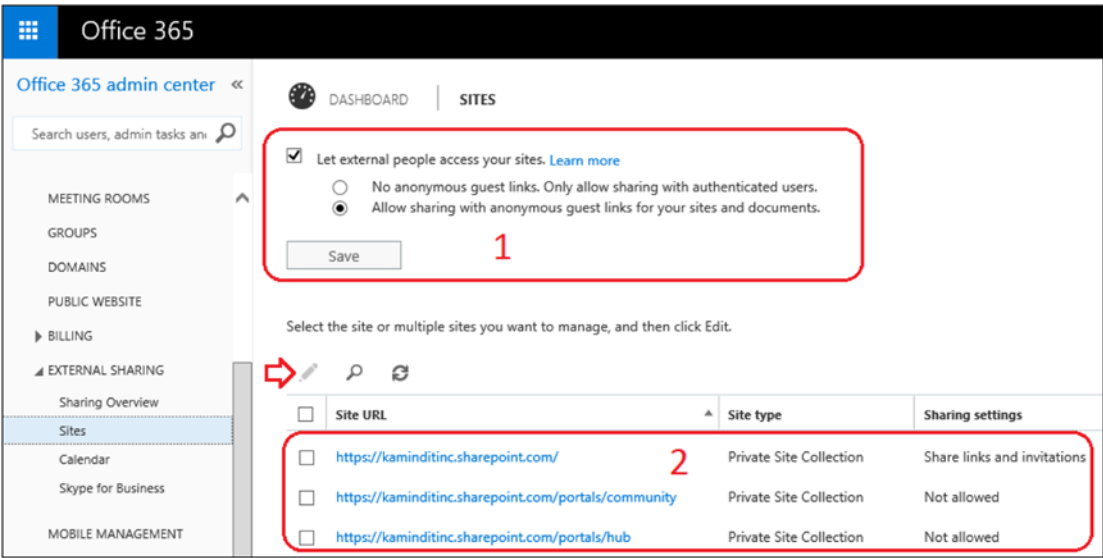 Office 365
Office 365 admin center «
Search users, admin tasks an
MEETING ROOMS
GROUPS
DOMAINS
PUBLIC WEBSITE
BILLING
EXTERNAL SHARING
Sharing Overview
Sites
Calendar
Skype for Business
MOBILE MANAGEMENT
DASHBOARD SITES
Let external people access your sites. Learn more
No anonymous guest links. Only allow sharing with authenticated users.
Allow sharing with anonymous guest links for your sites and documents.
Save 1
Select the site or multiple sites you want to manage, and then click Edit.
Site URL Site type Sharing settings
https://kaminditinc.sharepoint.com/ 2 Private Site Collection Share links and invitations
https://kaminditinc.sharepoint.com/portals/community Private Site Collection Not allowed
https://kaminditinc.sharepoint.com/portals/hub Private Site Collection Not allowed